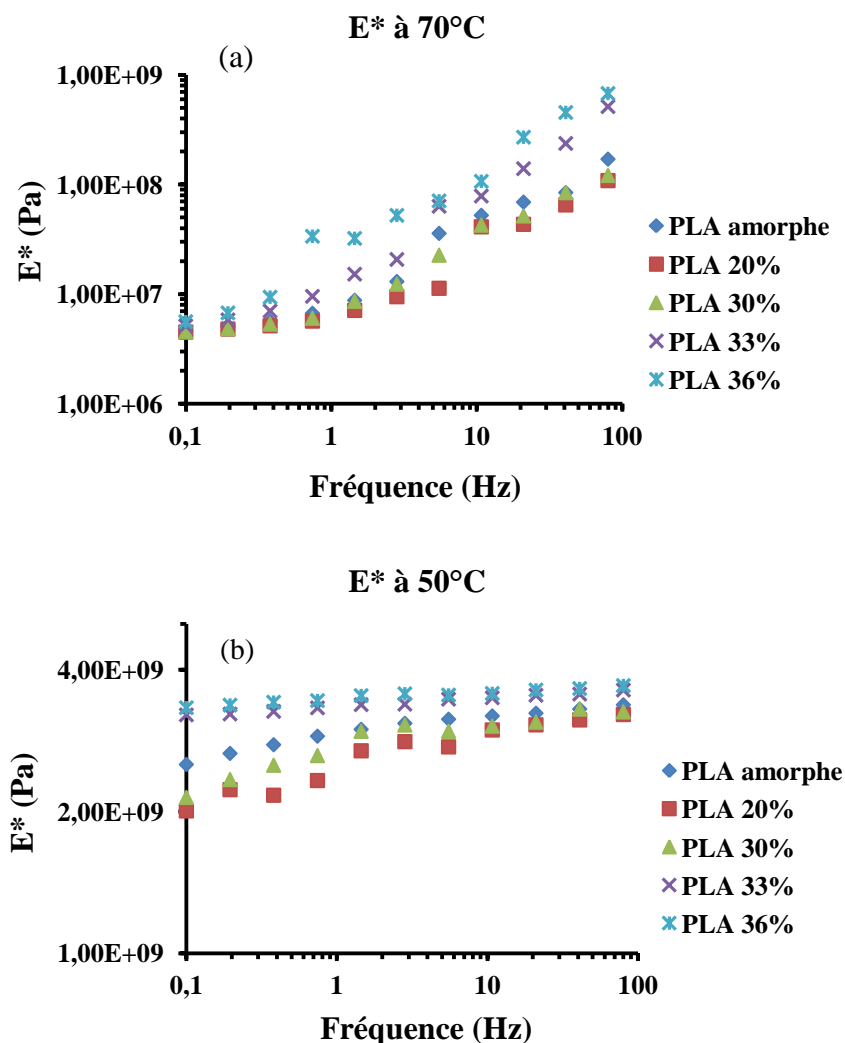 E* à 70°C
(a)
1,00E+09
1,00E+08
1,00E+07
1,00E+06
E* (Pa)
0,1
1
10
100
Fréquence (Hz)
PLA amorphe
PLA 20%
PLA 30%
PLA 33%
PLA 36%
E* à 50°C
(b)
4,00E+09
2,00E+09
1,00E+09
E* (Pa)
0,1
1
10
100
Fréquence (Hz)
PLA amorphe
PLA 20%
PLA 30%
PLA 33%
PLA 36%